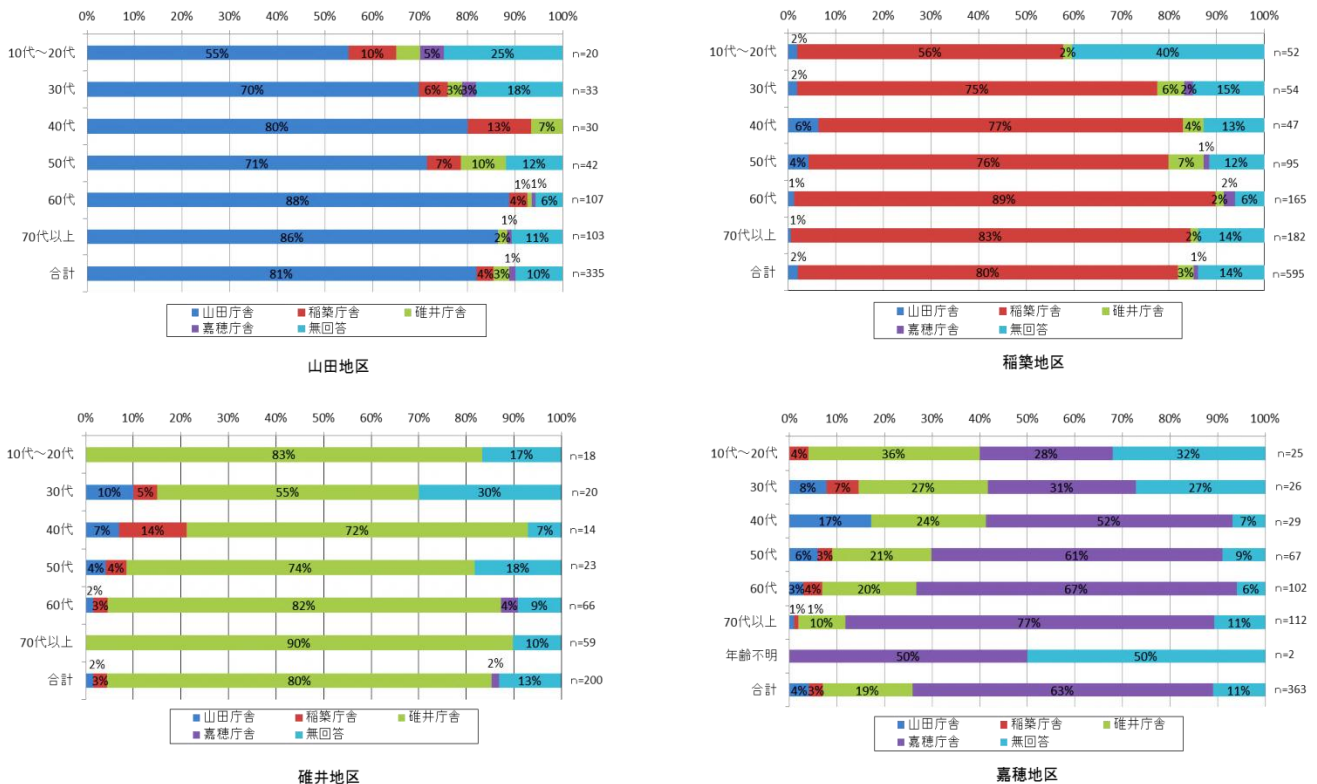 0% 10% 20% 30% 40% 50% 60% 70% 80% 90% 100%
10代～20代 55% 10% 5% 25% n=20
30代 70% 6% 3% 3% 18% n=33
40代 80% 13% 7% n=30
50代 71% 7% 10% 12% n=42
1% 1%
60代 88% 4% 6% n=107
1%
70代以上 86% 2% 11% n=103
1%
合計 81% 4% 3% 10% n=335
山田庁舎 稲築庁舎 碓井庁舎
嘉穂庁舎 無回答
山田地区
0% 10% 20% 30% 40% 50% 60% 70% 80% 90% 100%
2%
10代～20代 56% 2% 40% n=52
2%
30代 75% 6% 2% 15% n=54
40代 6% 77% 4% 13% n=47
1%
50代 4% 76% 7% 12% n=95
1% 2%
60代 89% 2% 6% n=165
1%
70代以上 83% 2% 14% n=182
2% 1%
合計 80% 3% 14% n=595
山田庁舎 稲築庁舎 碓井庁舎
嘉穂庁舎 無回答
稲築地区
0% 10% 20% 30% 40% 50% 60% 70% 80% 90% 100%
10代～20代 83% 17% n=18
30代 10% 5% 55% 30% n=20
40代 7% 14% 72% 7% n=14
50代 4% 4% 74% 18% n=23
2%
60代 3% 82% 4% 9% n=66
70代以上 90% 10% n=59
2% 2%
合計 3% 80% 13% n=200
山田庁舎 稲築庁舎 碓井庁舎
嘉穂庁舎 無回答
碓井地区
0% 10% 20% 30% 40% 50% 60% 70% 80% 90% 100%
10代～20代 4% 36% 28% 32% n=25
30代 8% 7% 27% 31% 27% n=26
40代 17% 24% 52% 7% n=29
50代 6% 3% 21% 61% 9% n=67
60代 3% 4% 20% 67% 6% n=102
1% 1%
70代以上 10% 77% 11% n=112
年齢不明 50% 50% n=2
合計 4% 3% 19% 63% 11% n=363
山田庁舎 稲築庁舎 碓井庁舎
嘉穂庁舎 無回答
嘉穂地区